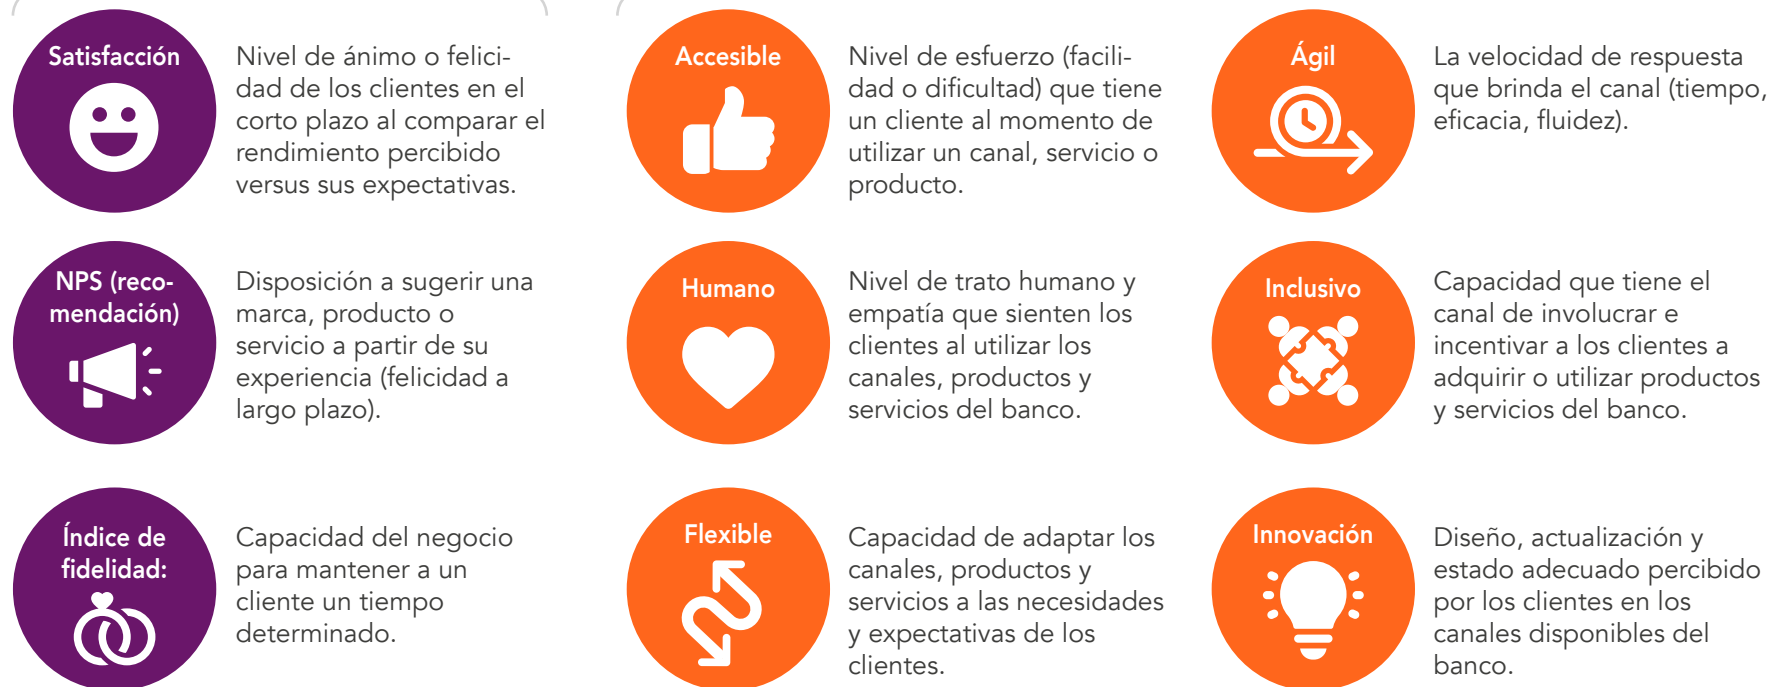 Satisfacción
Nivel de ánimo o felici-
dad de los clientes en el
corto plazo al comparar el
rendimiento percibido
versus sus expectativas.
NPS (reco-
mendación)
Disposición a sugerir una
marca, producto o
servicio a partir de su
experiencia (felicidad a
largo plazo).
Índice de
fidelidad:
Capacidad del negocio
para mantener a un
cliente un tiempo
determinado.
Accesible
Nivel de esfuerzo (facili-
dad o dificultad) que tiene
un cliente al momento de
utilizar un canal, servicio o
producto.
Humano
Nivel de trato humano y
empatía que sienten los
clientes al utilizar los
canales, productos y
servicios del banco.
Flexible
Capacidad de adaptar los
canales, productos y
servicios a las necesidades
y expectativas de los
clientes.
Ágil
La velocidad de respuesta
que brinda el canal (tiempo,
eficacia, fluidez).
Inclusivo
Capacidad que tiene el
canal de involucrar e
incentivar a los clientes a
adquirir o utilizar productos
y servicios del banco.
Innovación
Diseño, actualización y
estado adecuado percibido
por los clientes en los
canales disponibles del
banco.